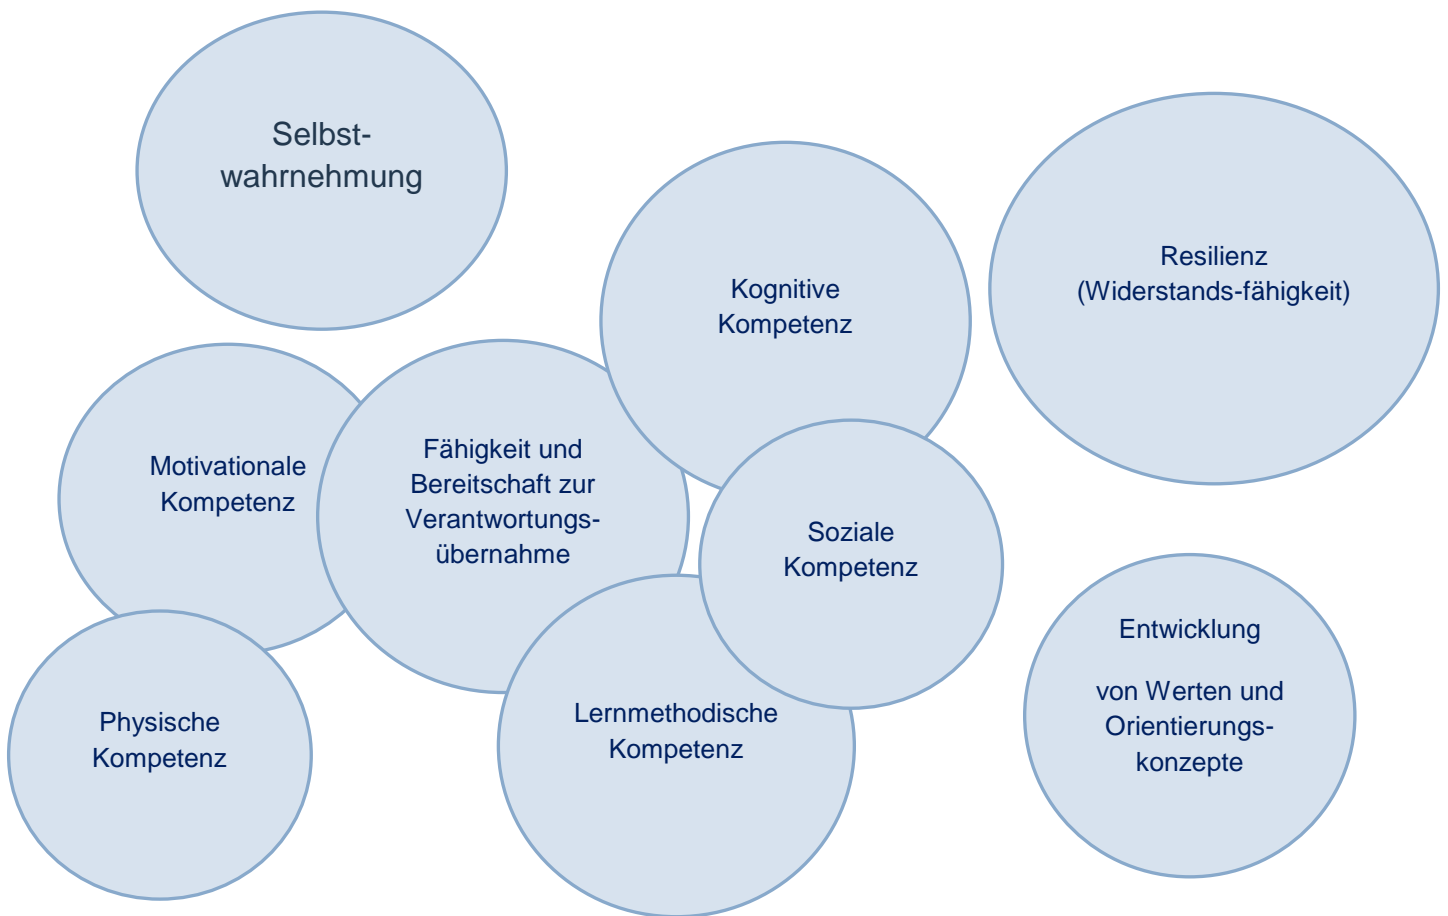 Selbst-
wahrnehmung
Kognitive
Kompetenz
Resilienz
(Widerstands-fähigkeit)
Motivationale
Kompetenz
Fähigkeit und
Bereitschaft zur
Verantwortungs-
übernahme
Soziale
Kompetenz
Entwicklung
von Werten und
Orientierungs-
konzepte
Physische
Kompetenz
Lernmethodische
Kompetenz